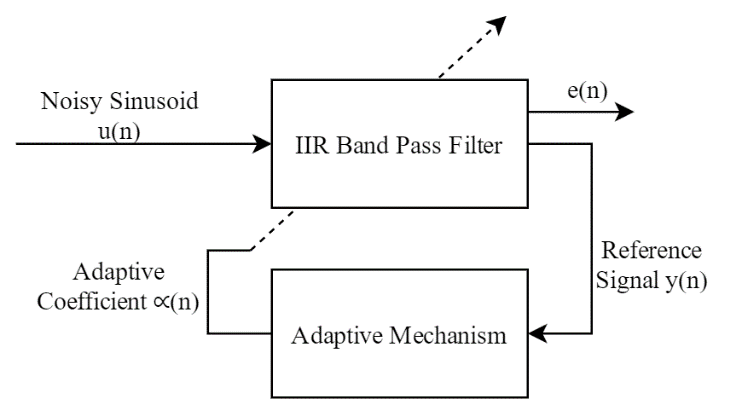 Noisy Sinusoid
u(n)
IIR Band Pass Filter
e(n)
Reference
Signal y(n)
Adaptive
Coefficient ∝(n)
Adaptive Mechanism